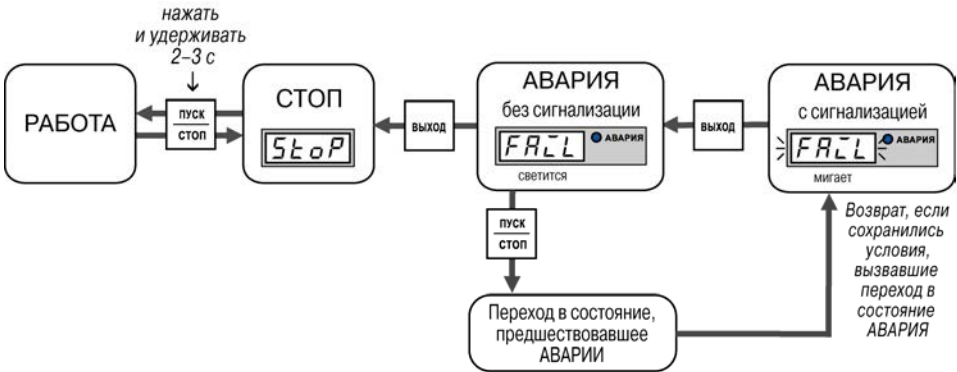 нажать
и удерживать
2–3 с
РАБОТА
ПУСК
СТОП
СТОП
StoP
ВЫХОД
АВАРИЯ
без сигнализации
FAIL АВАРИЯ
светится
ВЫХОД
АВАРИЯ
с сигнализацией
FAIL АВАРИЯ
мигает
ПУСК
СТОП
Переход в состояние,
предшествовавшее
АВАРИИ
Возврат, если
сохранились
условия,
вызвавшие
переход в
состояние
АВАРИЯ